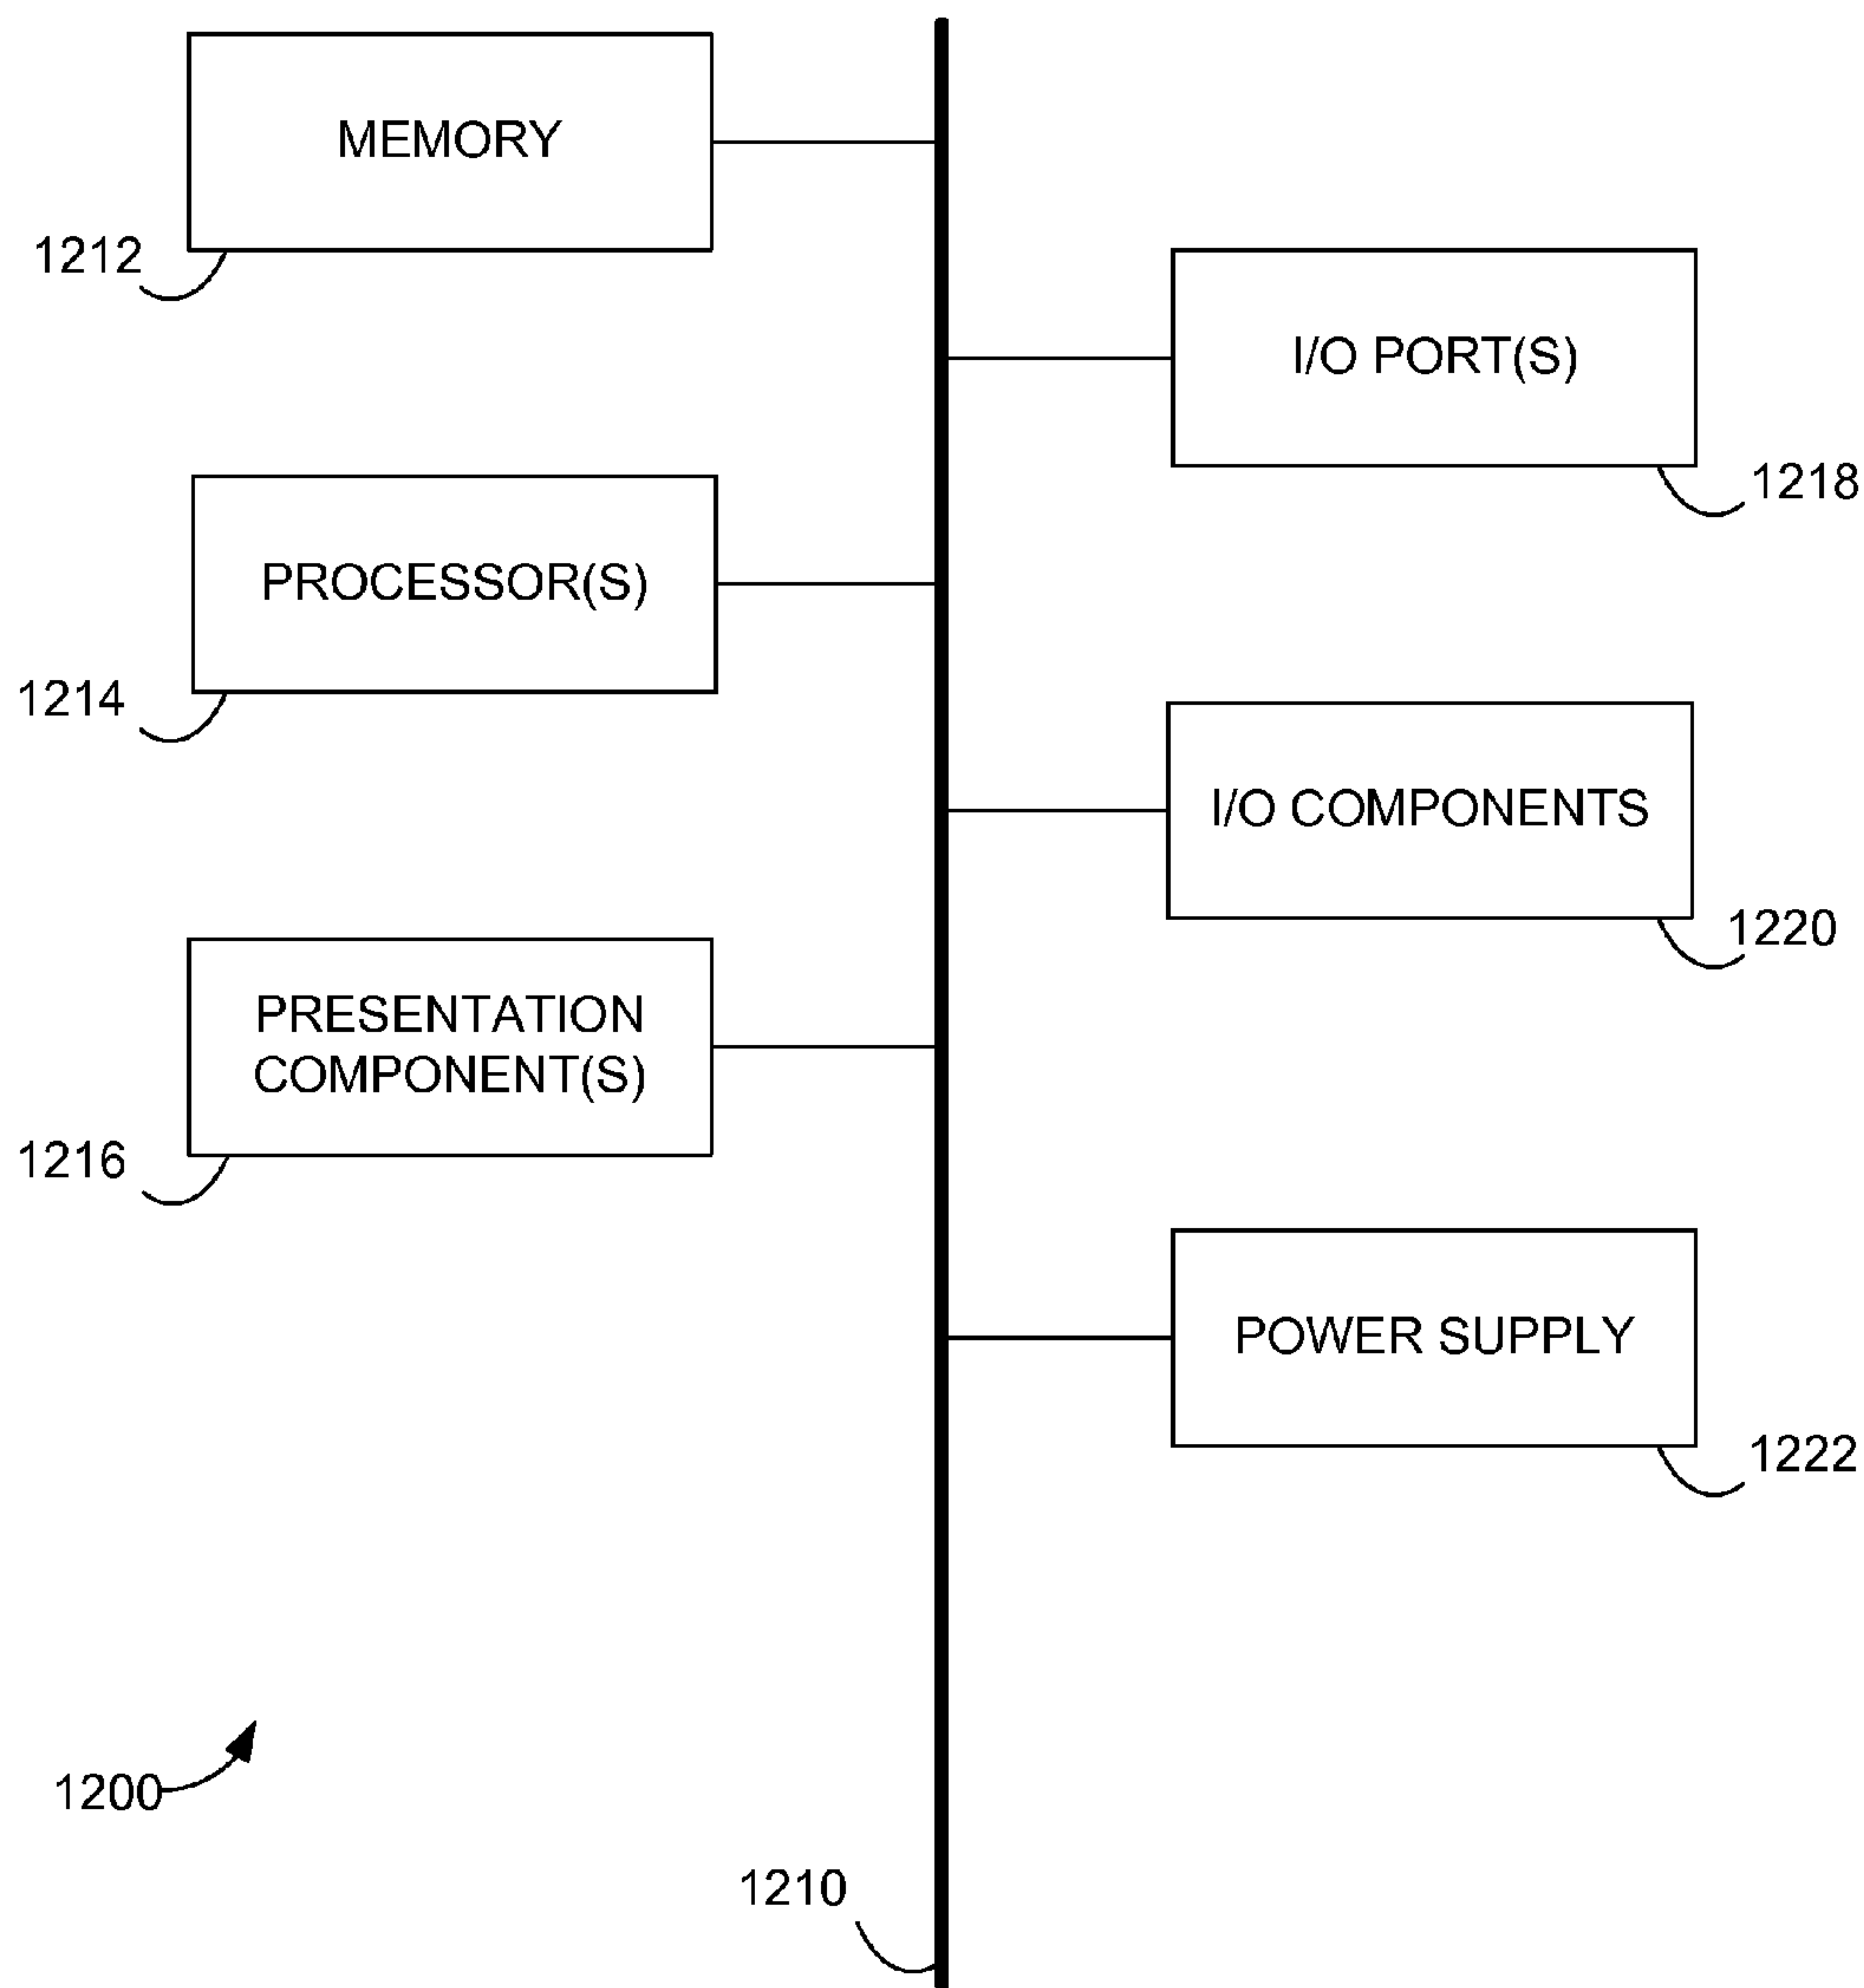 MEMORY
1212
I/O PORT(S)
1218
PROCESSOR(S)
1214
I/O COMPONENTS
1220
PRESENTATION
COMPONENT(S)
1216
POWER SUPPLY
1222
1200
1210